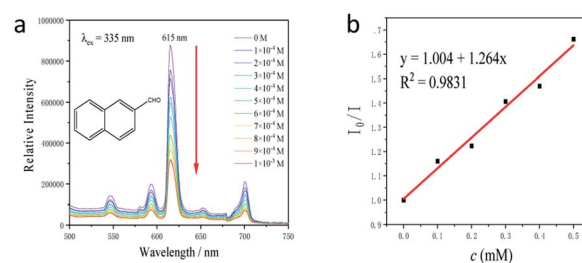 a
λex = 335 nm
615 nm
0 M
1×10-4 M
2×10-4 M
3×10-4 M
4×10-4 M
5×10-4 M
6×10-4 M
7×10-4 M
8×10-4 M
9×10-4 M
1×10-3 M
CHO
Relative Intensity
1000000
800000
600000
400000
200000
0
500
550
600
650
700
750
Wavelength / nm
b
y = 1.004 + 1.264x
R2 = 0.9831
I0 / I
.7
1.6
1.5
1.4
1.3
1.2
1.1
1.0
0.9
0.0
0.1
0.2
0.3
0.4
0.5
c (mM)